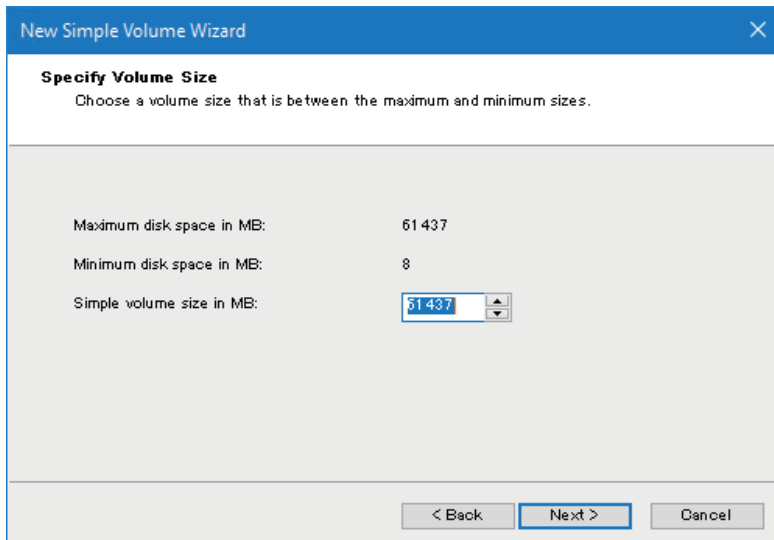 New Simple Volume Wizard
Specify Volume Size
Choose a volume size that is between the maximum and minimum sizes.
Maximum disk space in MB: 61437
Minimum disk space in MB: 8
Simple volume size in MB: 61437
< Back Next > Cancel